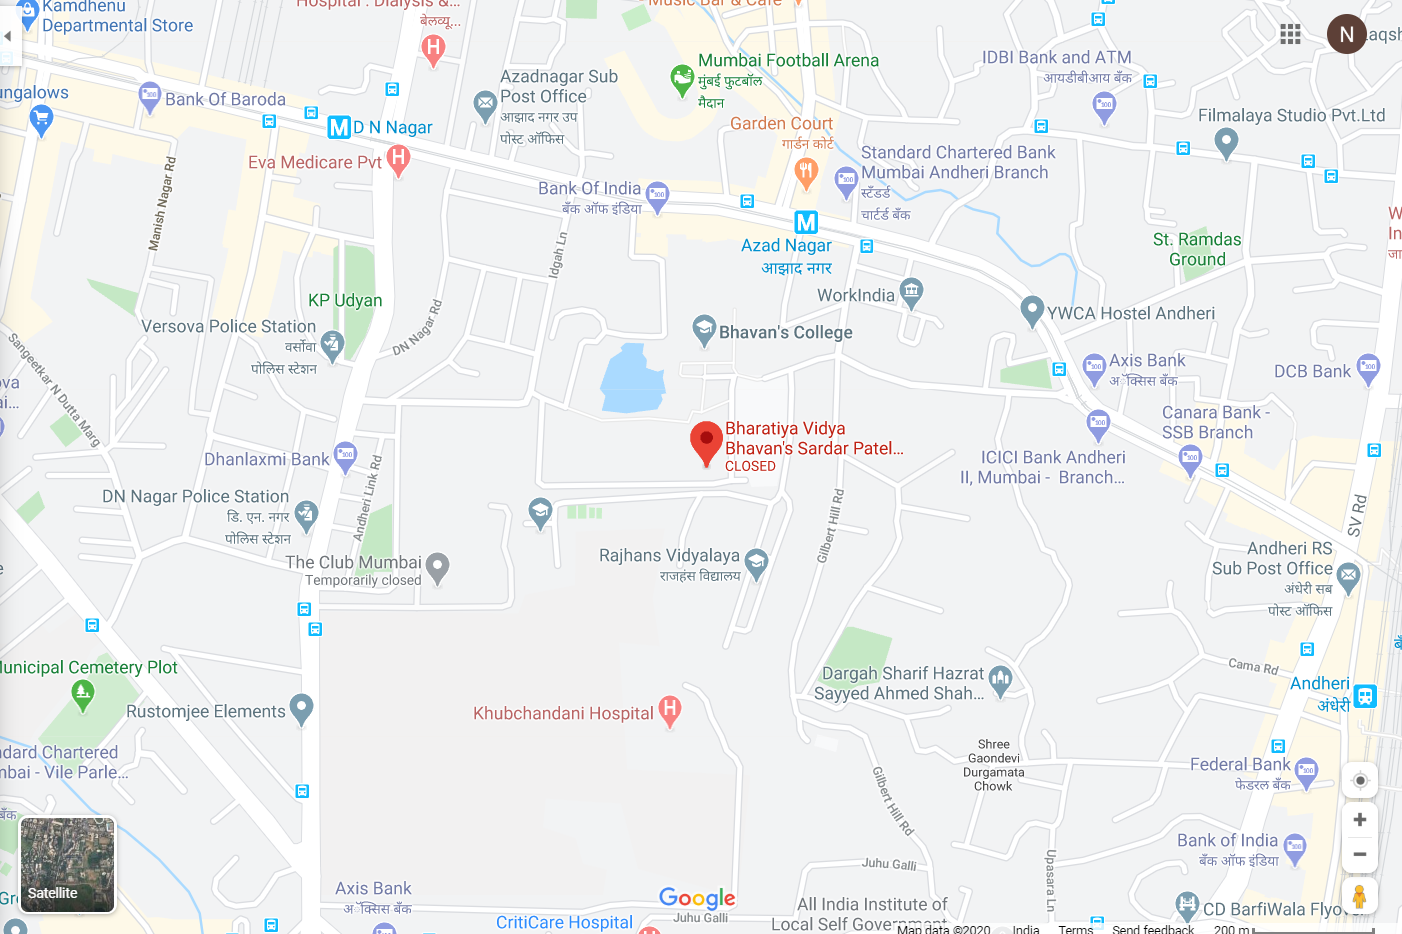 Kamdhenu
Departmental Store
Hospital : Dialysis &...
बेलव्यू...
Music Bar & Cafe
Mumbai Football Arena
मुंबई फुटबॉल
मैदान
IDBI Bank and ATM
आयडीबीआय बँक
N
Azadnagar Sub
Post Office
आझाद नगर उप
पोस्ट ऑफिस
ungalows
Bank Of Baroda
D N Nagar
Garden Court
गार्डन कोर्ट
Filmalaya Studio Pvt.Ltd
Eva Medicare Pvt
Standard Chartered Bank
Mumbai Andheri Branch
स्टँडर्ड
चार्टर्ड बँक
Bank Of India
बँक ऑफ इंडिया
Manish Nagar Rd
Idgah Ln
Azad Nagar
आझाद नगर
St. Ramdas
Ground
KP Udyan
WorkIndia
YWCA Hostel Andheri
Versova Police Station
वर्सोवा
पोलिस स्टेशन
DN Nagar Rd
Bhavan's College
Sangeetkar N Dutta Marg
Axis Bank
अॅक्सिस बँक
DCB Bank
Canara Bank -
SSB Branch
Bharatiya Vidya
Bhavan's Sardar Patel...
CLOSED
Dhanlaxmi Bank
ICICI Bank Andheri
II, Mumbai - Branch...
DN Nagar Police Station
डि. एन. नगर
पोलिस स्टेशन
Andheri Link Rd
Gilbert Hill Rd
SV Rd
The Club Mumbai
Temporarily closed
Rajhans Vidyalaya
राजहंस विद्यालय
Andheri RS
Sub Post Office
अंधेरी सब
पोस्ट ऑफिस
Municipal Cemetery Plot
Rustomjee Elements
Khubchandani Hospital
Dargah Sharif Hazrat
Sayyed Ahmed Shah...
Cama Rd
Andheri
अंधेरी
ndard Chartered
mbai - Vile Parle...
बँक
Shree
Gaondevi
Durgamata
Chowk
Federal Bank
फेडरल बँक
Gilbert Hill Rd
Bank of India
बँक ऑफ इंडिया
Juhu Galli
Upasara Ln
Satellite
Axis Bank
अॅक्सिस बँक
Google
Juhu Galli
All India Institute of
Local Self Government
CritiCare Hospital
CD BarfiWala Flyover
Map data ©2020
India
Terms
Send feedback
200 m